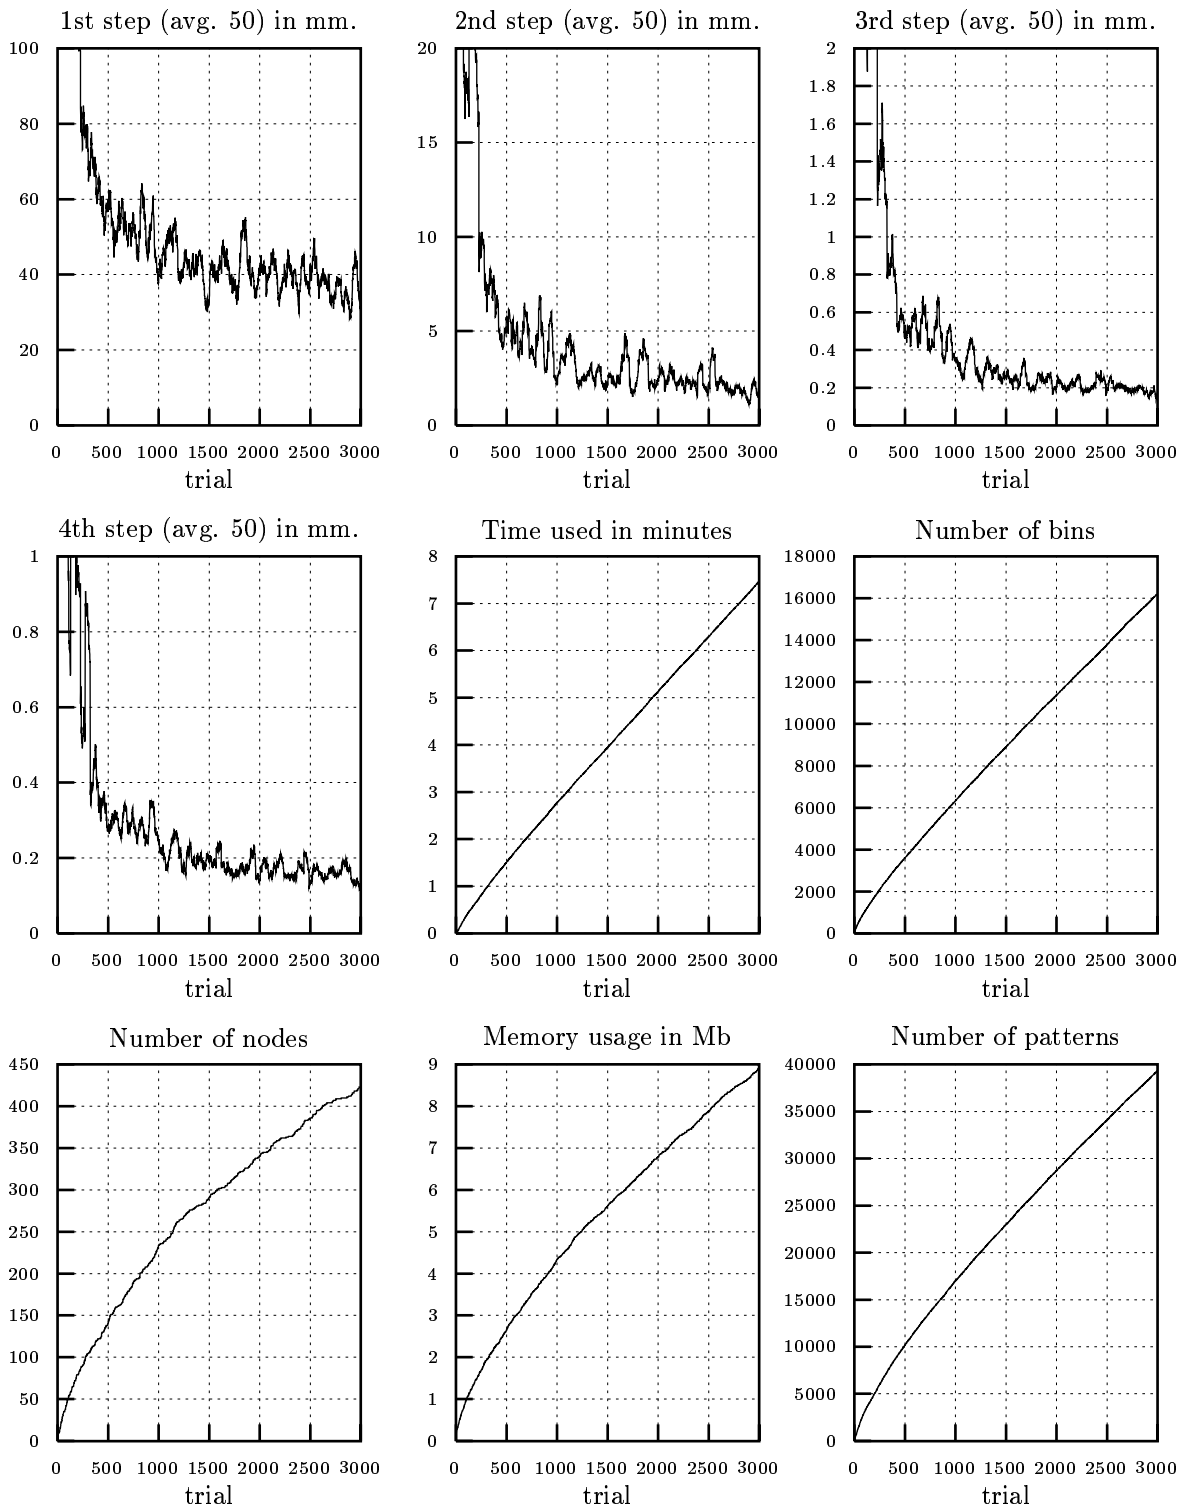 1st step (avg. 50) in mm.
100
80
60
40
20
0
0 500 1000 1500 2000 2500 3000
trial
2nd step (avg. 50) in mm.
20
15
10
5
0
0 500 1000 1500 2000 2500 3000
trial
3rd step (avg. 50) in mm.
2
1.8
1.6
1.4
1.2
1
0.8
0.6
0.4
0.2
0
0 500 1000 1500 2000 2500 3000
trial
4th step (avg. 50) in mm.
1
0.8
0.6
0.4
0.2
0
0 500 1000 1500 2000 2500 3000
trial
Time used in minutes
8
7
6
5
4
3
2
1
0
0 500 1000 1500 2000 2500 3000
trial
Number of bins
18000
16000
14000
12000
10000
8000
6000
4000
2000
0
0 500 1000 1500 2000 2500 3000
trial
Number of nodes
450
400
350
300
250
200
150
100
50
0
0 500 1000 1500 2000 2500 3000
trial
Memory usage in Mb
9
8
7
6
5
4
3
2
1
0
0 500 1000 1500 2000 2500 3000
trial
Number of patterns
40000
35000
30000
25000
20000
15000
10000
5000
0
0 500 1000 1500 2000 2500 3000
trial